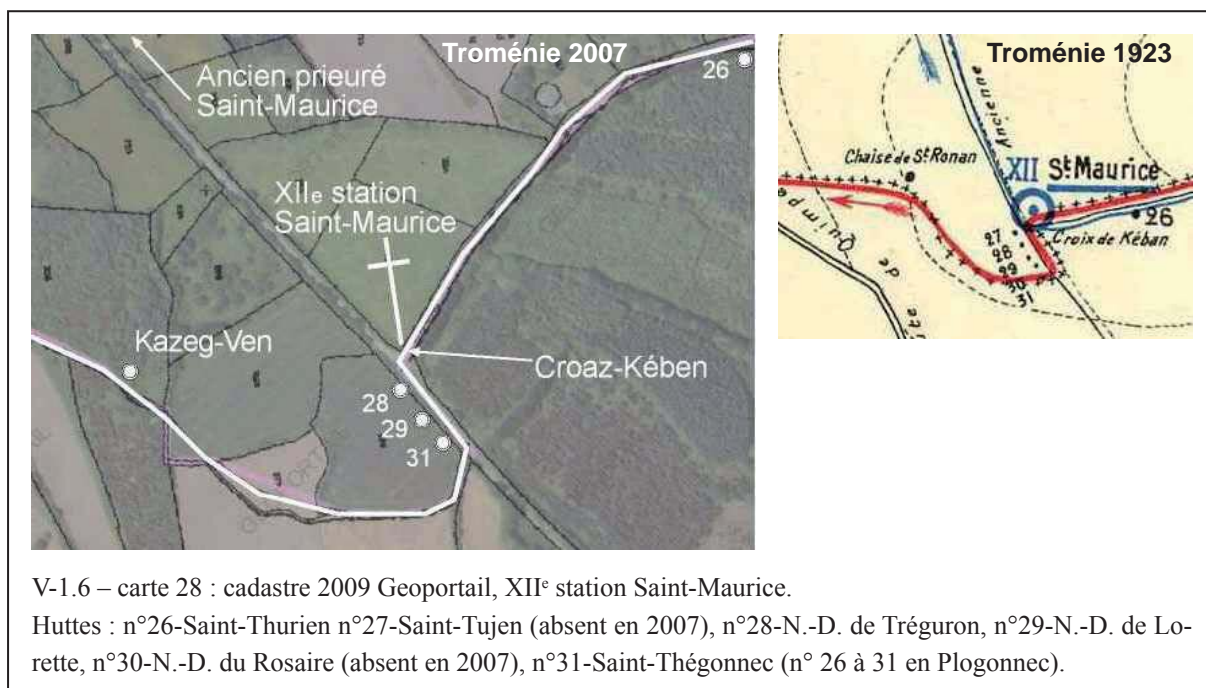 Troménie 2007
26
Ancien prieuré
Saint-Maurice
XIIe station
Saint-Maurice
Kazeg-Ven
Croaz-Kében
28
29
31
Troménie 1923
Ancienne
Chaise de St Ronan
XII St Maurice
26
Croix de Kéban
27
28
29
30
31
Quimpe
de
ute
V-1.6 – carte 28 : cadastre 2009 Geoportail, XIIe station Saint-Maurice.
Huttes : n°26-Saint-Thurien n°27-Saint-Tujen (absent en 2007), n°28-N.-D. de Tréguron, n°29-N.-D. de Lo-
rette, n°30-N.-D. du Rosaire (absent en 2007), n°31-Saint-Thégonnec (n° 26 à 31 en Plogonnec).